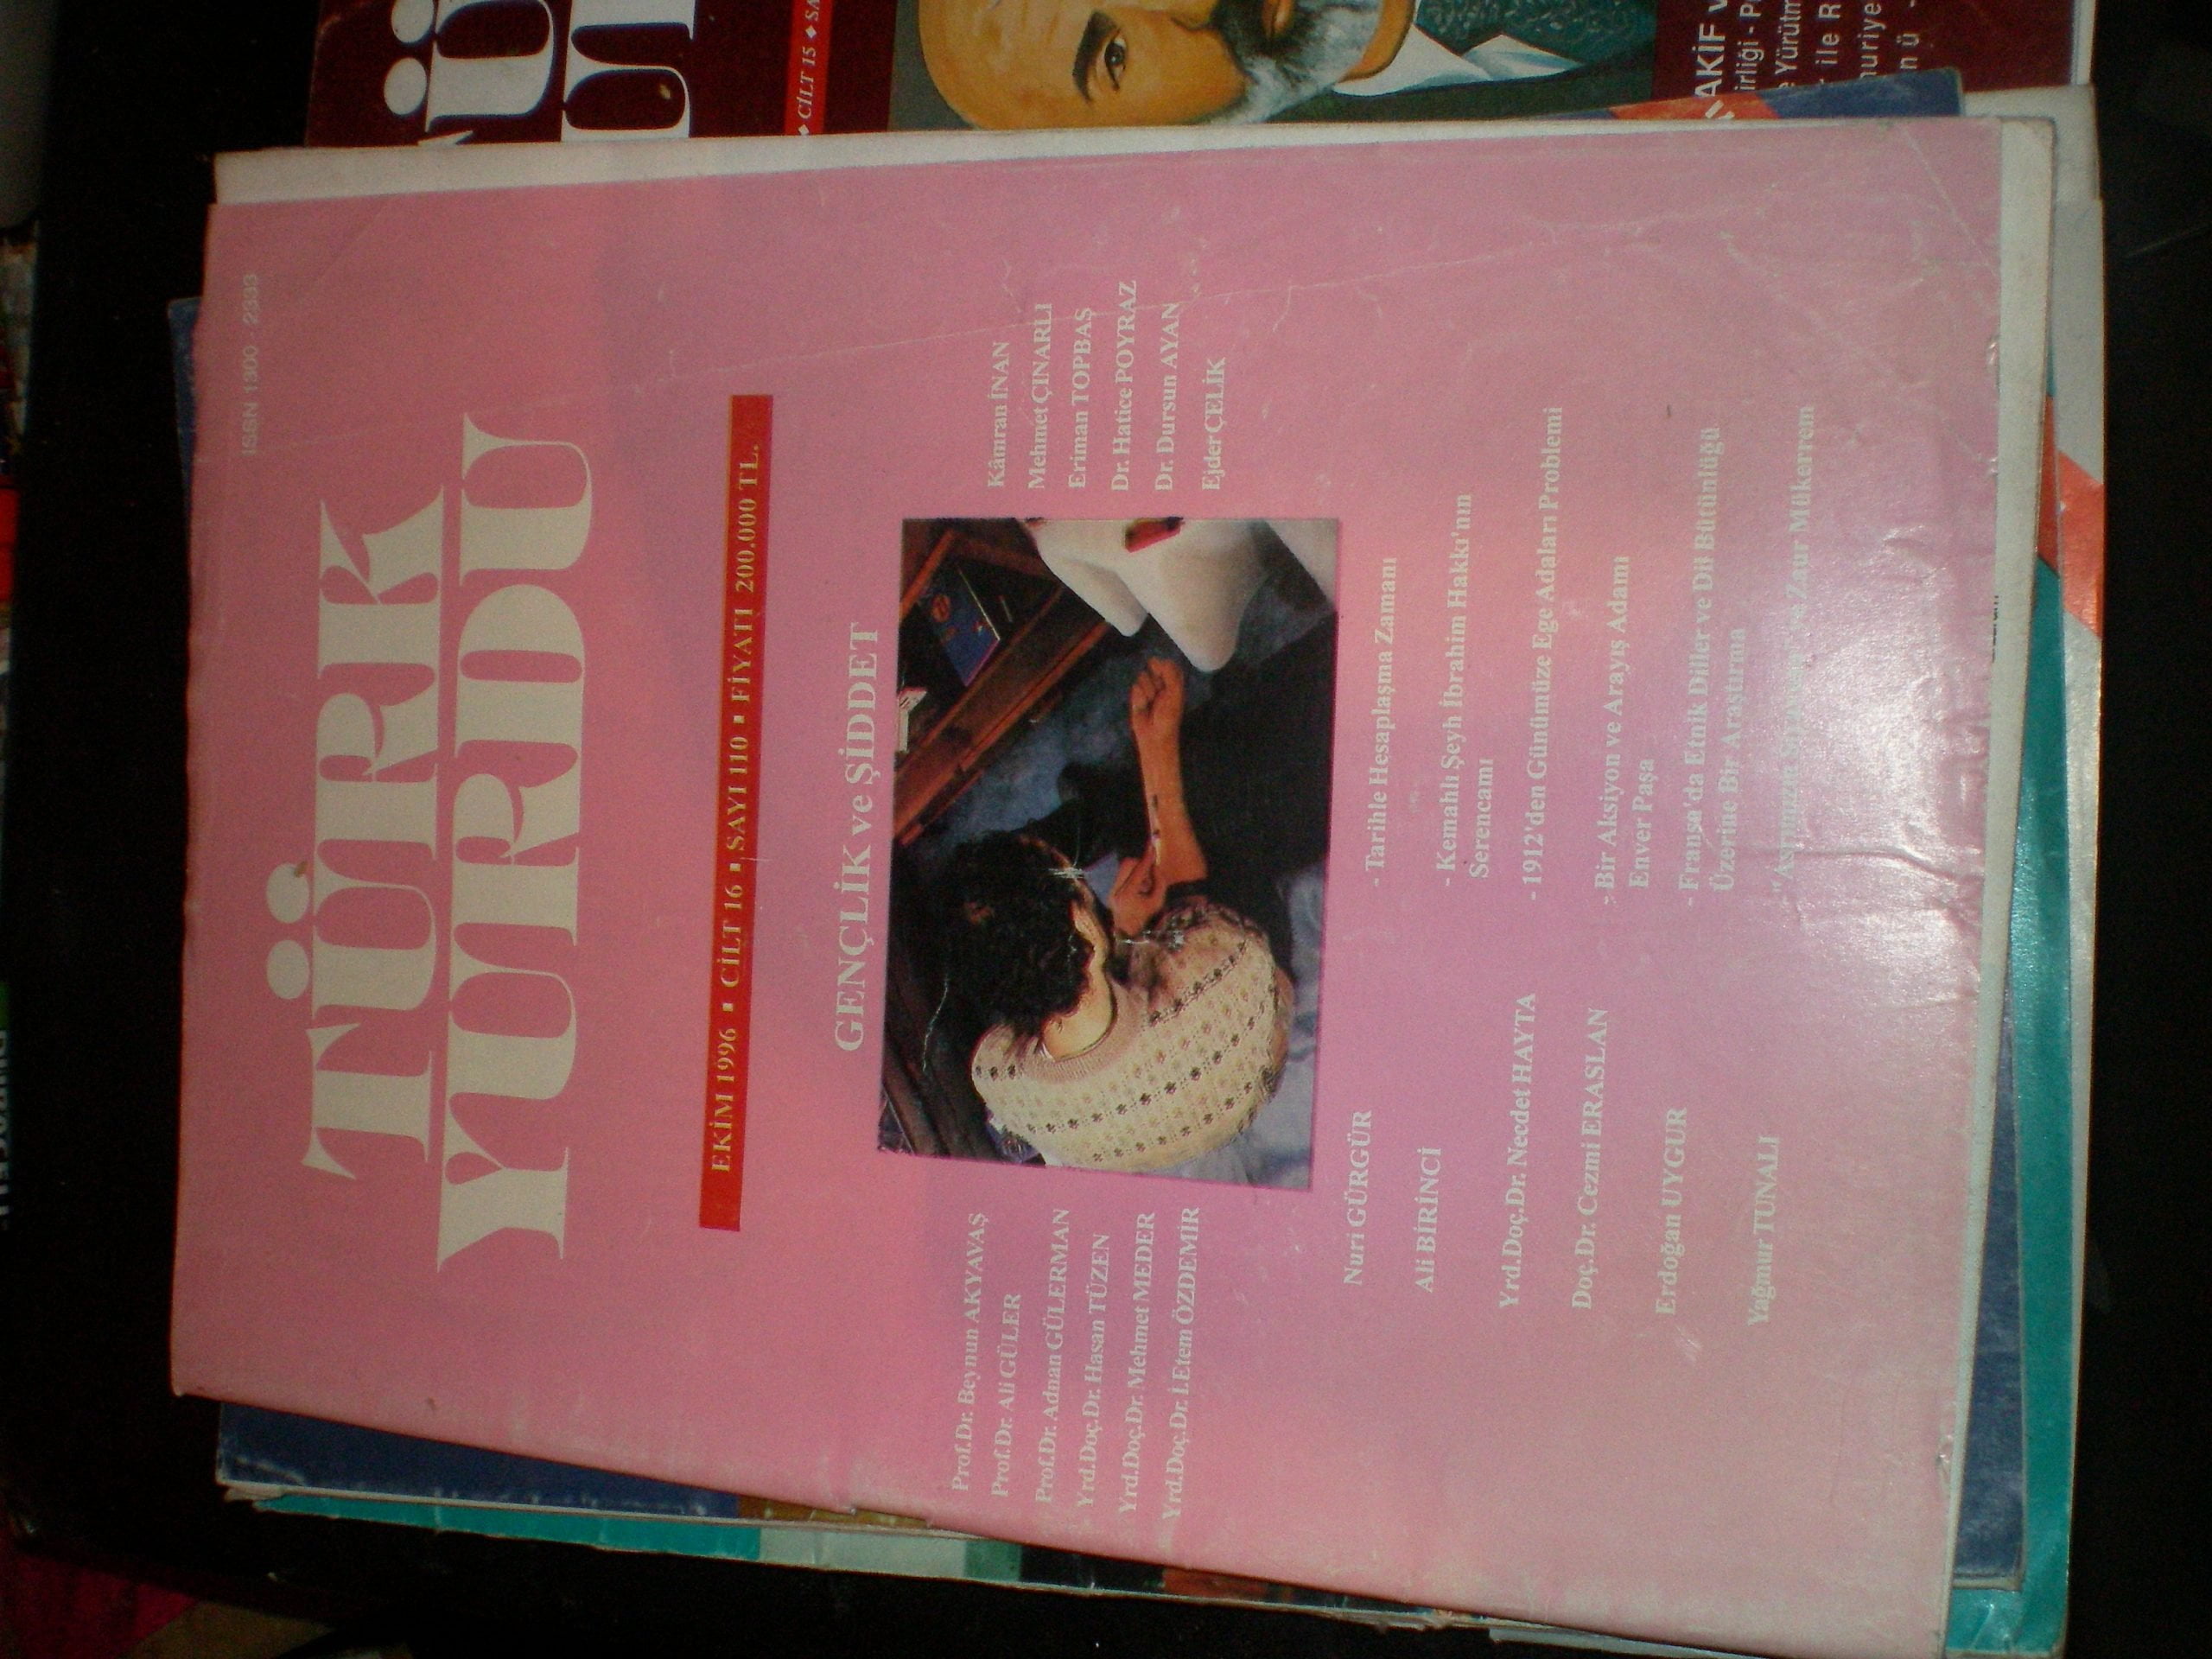 ISSN 1300 - 2333
TÜRK
YURDU
EKİM 1996 ▪ CİLT 16 ▪ SAYI 110 ▪ FİYATI 200.000 TL.
GENÇLİK ve ŞİDDET
Prof.Dr. Beynun AKYAVAŞ
Prof.Dr. Ali GÜLER
Prof.Dr. Adnan GÜLERMAN
Yrd.Doç.Dr. Hasan TÜZEN
Yrd.Doç.Dr. Mehmet MEDER
Yrd.Doç.Dr. İ.Etem ÖZDEMİR
Kâmran İNAN
Mehmet ÇINARLI
Eriman TOPBAŞ
Dr. Hatice POYRAZ
Dr. Dursun AYAN
Ejder ÇELİK
Nuri GÜRGÜR - Tarihle Hesaplaşma Zamanı
Ali BİRİNCİ - Kemahlı Şeyh İbrahim Hakkı'nın
Serencamı
Yrd.Doç.Dr. Necdet HAYTA - 1912'den Günümüze Ege Adaları Problemi
Doç.Dr. Cezmi ERASLAN - Bir Aksiyon ve Arayış Adamı
Enver Paşa
Erdoğan UYGUR - Franşe'da Etnik Diller ve Dil Bütünlüğü
Üzerine Bir Araştırma
Yağmur TUNALI - "Asrımızın ve Zaur Mükerrem
CİLT 15
AKİF
irliği - P
Yürütm
ile R
uriye
nü -